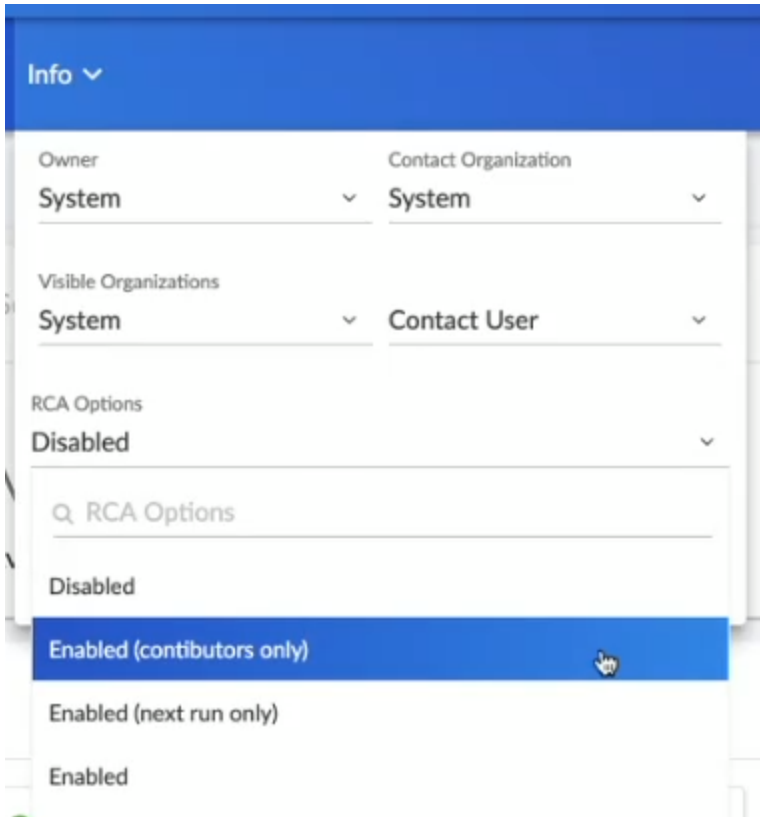 Info
Owner
Contact Organization
System
System
Visible Organizations
System
Contact User
RCA Options
Disabled
RCA Options
Disabled
Enabled (contibutors only)
Enabled (next run only)
Enabled